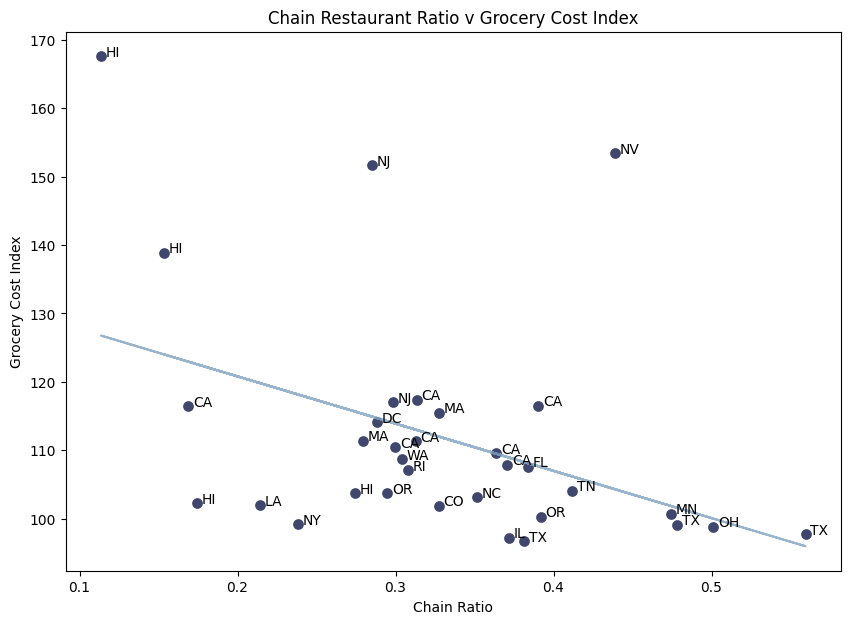 Chain Restaurant Ratio v Grocery Cost Index
170
HI
160
NJ
NV
150
HI
140
130
120
CA
NJ
CA
MA
CA
DC
MA
CA
CA
110
WA
RI
CA
CA
FL
HI
OR
NC
TN
HI
LA
CO
NY
OR
MN
TX
OH
TX
100
IL
TX
Grocery Cost Index
0.1
0.2
0.3
0.4
0.5
Chain Ratio